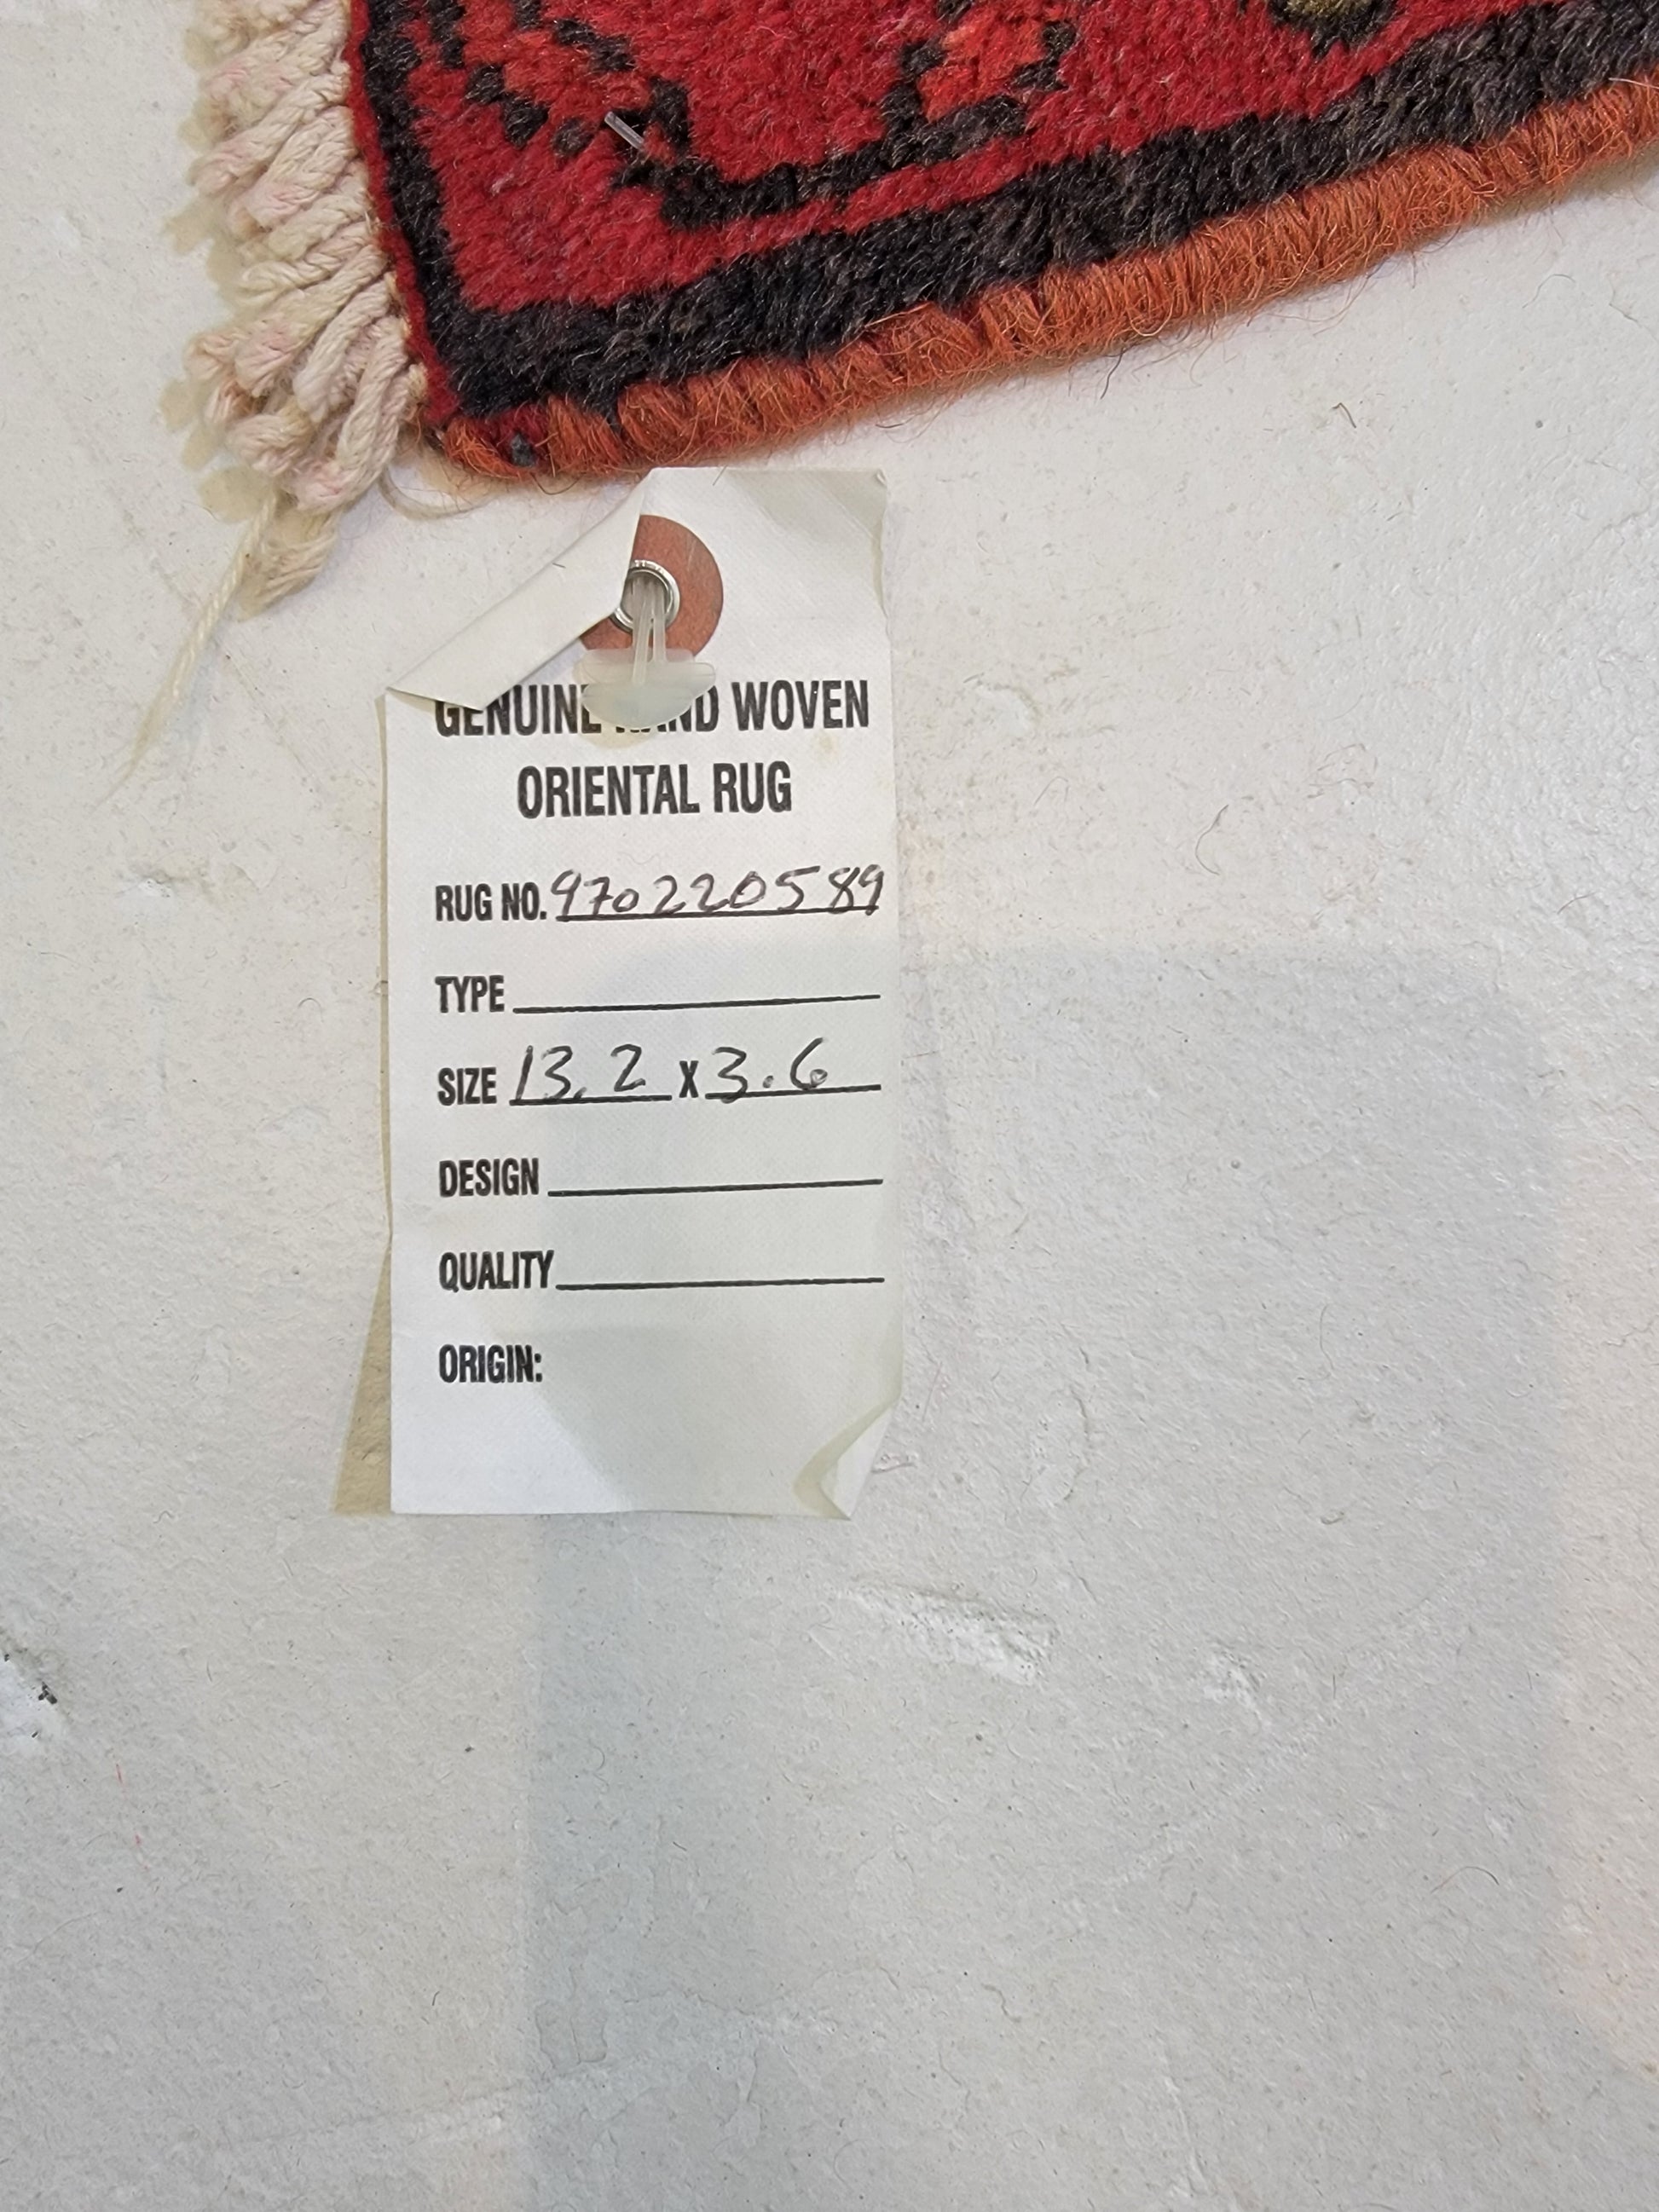 GENUINE HAND WOVEN
ORIENTAL RUG
RUG NO. 970220589
TYPE
SIZE 13.2 X 3.6
DESIGN
QUALITY
ORIGIN: